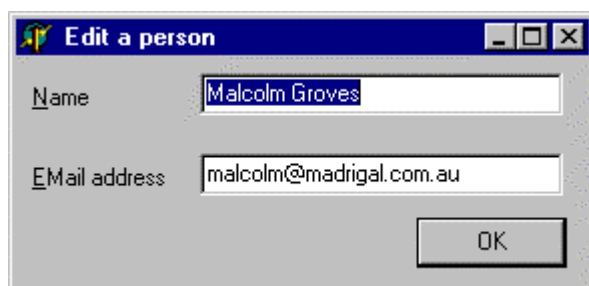 Edit a person
Name
Malcolm Groves
EMail address
malcolm@madrigal.com.au
OK